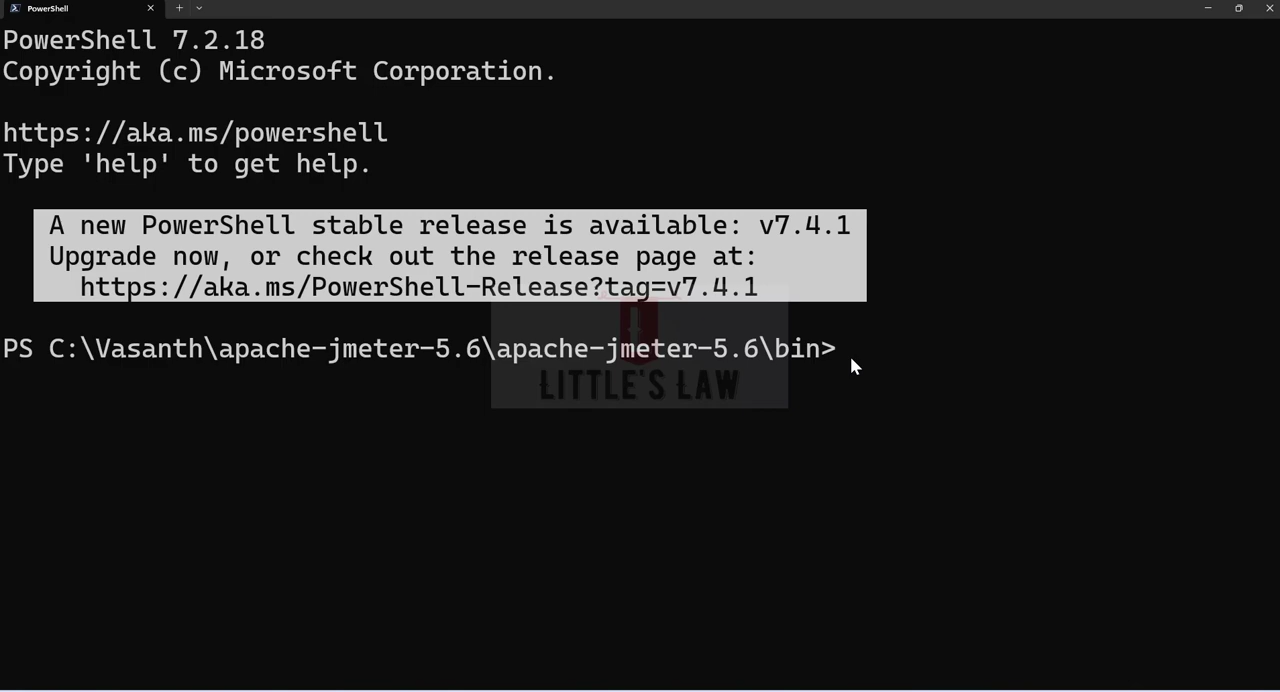 PowerShell
PowerShell 7.2.18
Copyright (c) Microsoft Corporation.
https://aka.ms/powershell
Type 'help' to get help.
A new PowerShell stable release is available: v7.4.1
Upgrade now, or check out the release page at:
https://aka.ms/PowerShell-Release?tag=v7.4.1
PS C:\Vasanth\apache-jmeter-5.6\apache-jmeter-5.6\bin>
LITTLE'S LAW